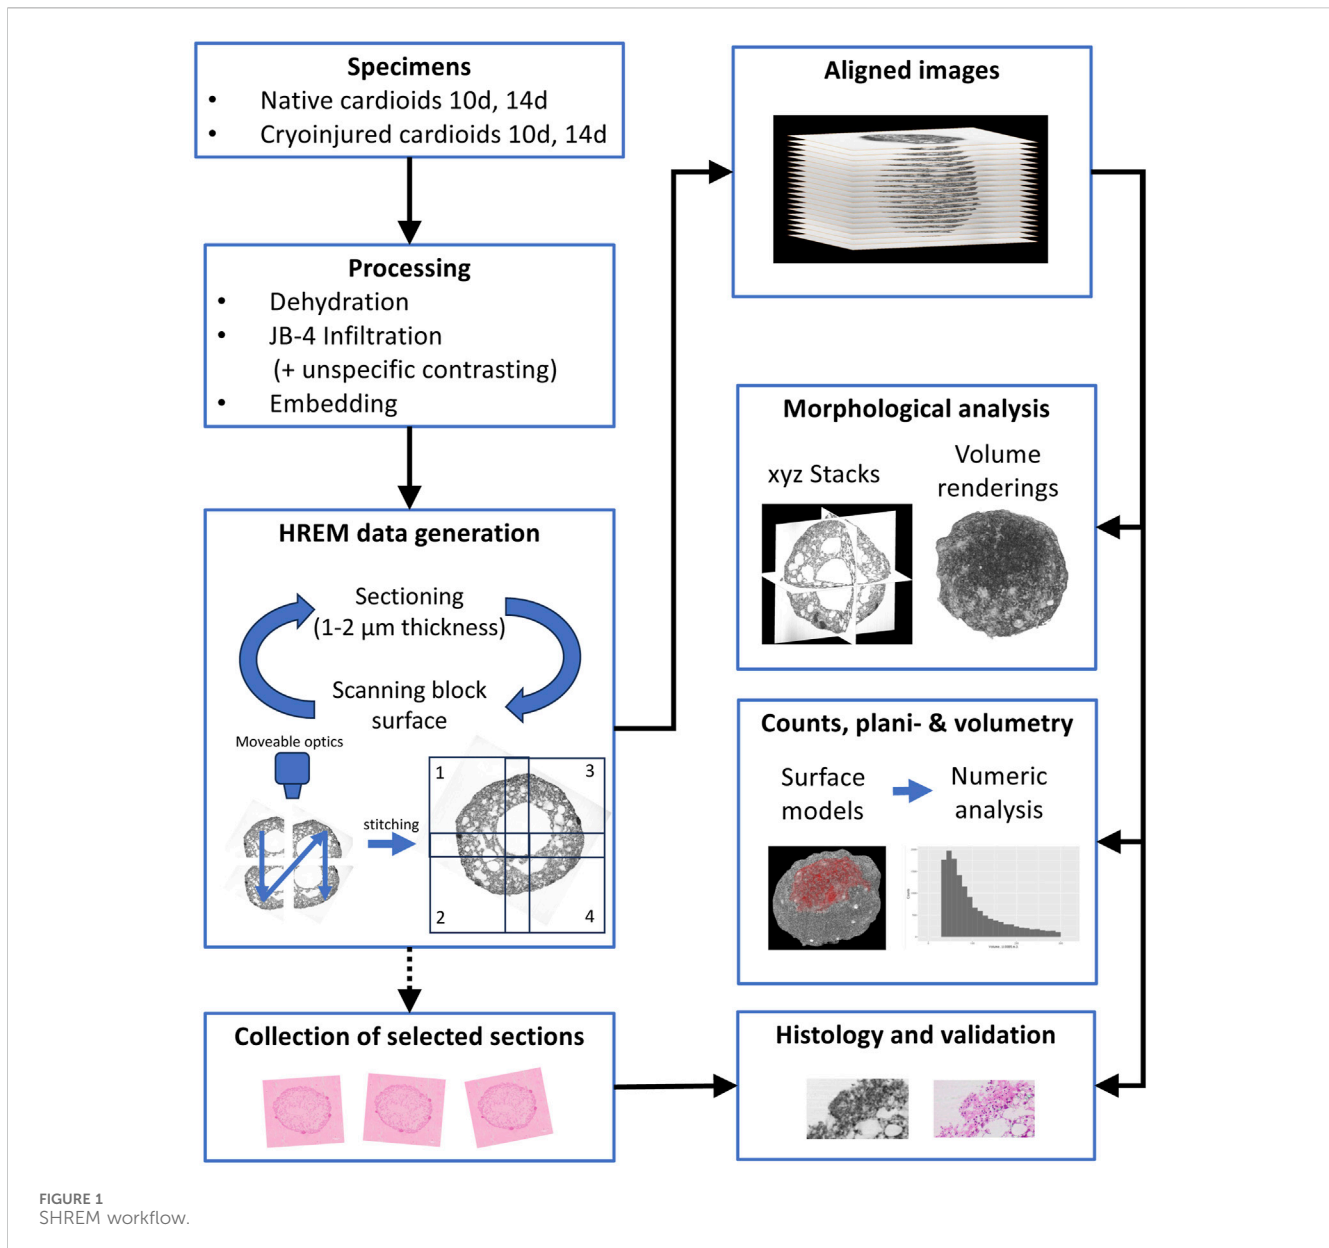 Specimens
• Native cardioids 10d, 14d
• Cryoinjured cardioids 10d, 14d
Processing
• Dehydration
• JB-4 Infiltration
(+ unspecific contrasting)
• Embedding
HREM data generation
Sectioning
(1-2 µm thickness)
Scanning block
surface
Moveable optics
stitching
1
3
2
4
Collection of selected sections
Aligned images
Morphological analysis
xyz Stacks
Volume
renderings
Counts, plani- & volumetry
Surface
models
Numeric
analysis
Histology and validation
FIGURE 1
SHREM workflow.